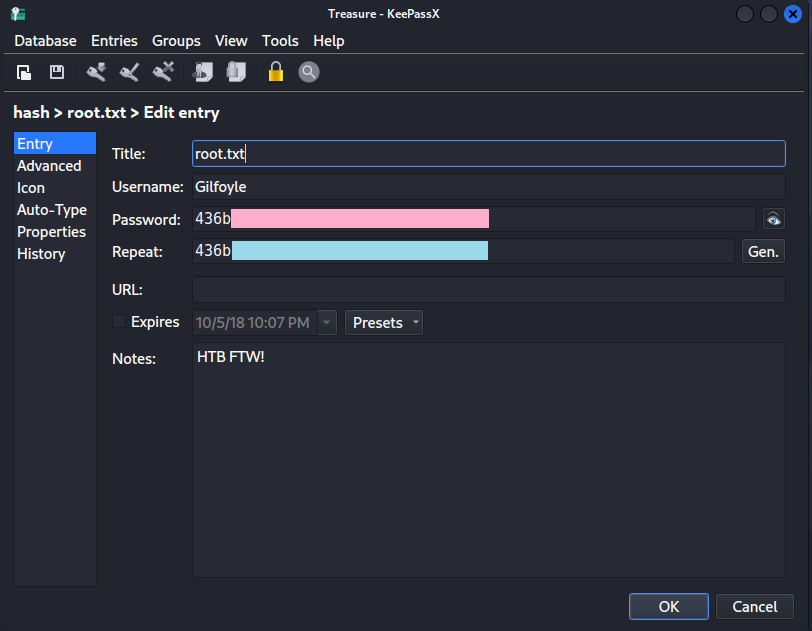 Treasure - KeePassX
Database Entries Groups View Tools Help
hash > root.txt > Edit entry
Entry
Advanced
Icon
Auto-Type
Properties
History
Title: root.txt
Username: Gilfoyle
Password: 436b
Repeat: 436b Gen.
URL:
Expires 10/5/18 10:07 PM Presets
Notes: HTB FTW!
OK Cancel